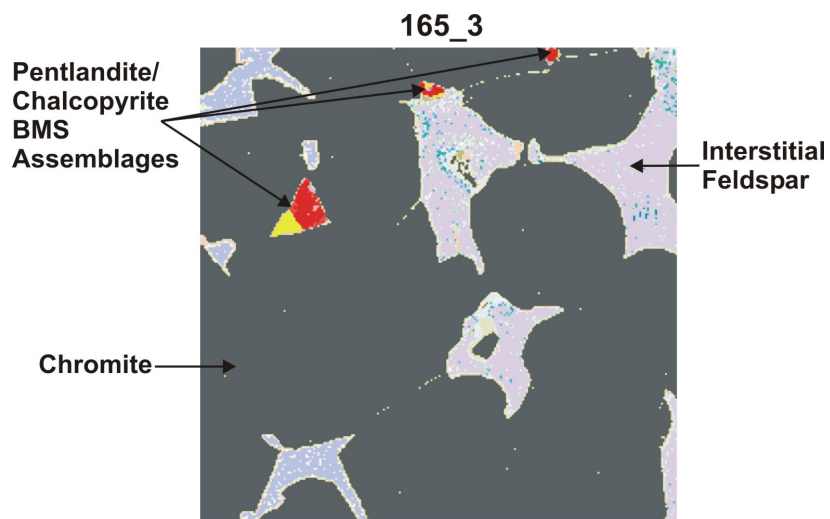 165_3
Pentlandite/
Chalcopyrite
BMS
Assemblages
Interstitial
Feldspar
Chromite